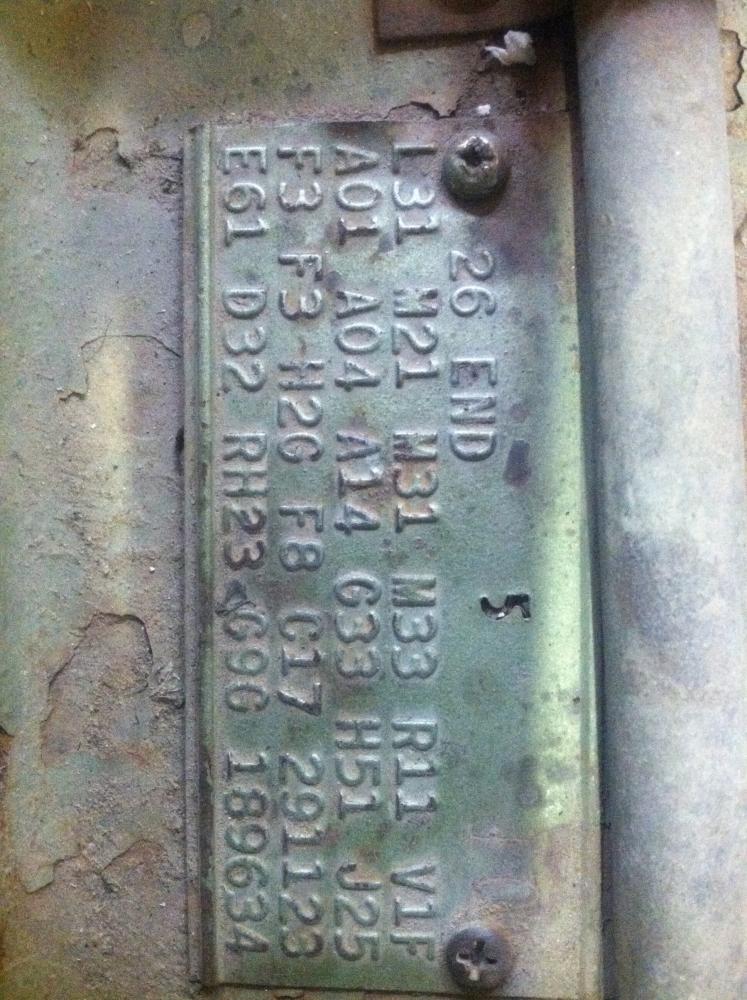 5
26 END
L31 M21 M31 M33 R11 V1F
A01 A04 A14 G33 H51 J25
F3 F3 H2G F8 C17 291123
E61 D32 RH23 G9G 189634